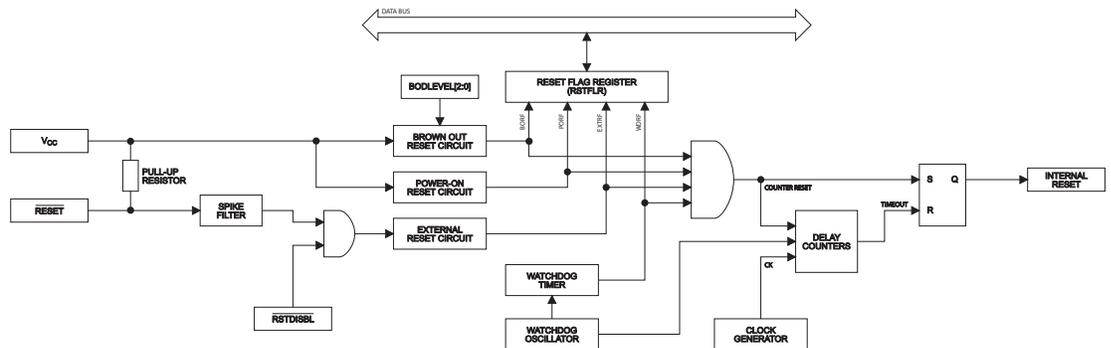 DATA BUS
RESET FLAG REGISTER
(RSTFLR)
BODLEVEL[2:0]
BORF
PORF
EXTRF
WDRF
VCC
BROWN OUT
RESET CIRCUIT
PULL-UP
RESISTOR
POWER-ON
RESET CIRCUIT
S
Q
INTERNAL
RESET
COUNTER RESET
RESET
SPIKE
FILTER
TIMEOUT
R
EXTERNAL
RESET CIRCUIT
DELAY
COUNTERS
CK
WATCHDOG
TIMER
RSTDISBL
WATCHDOG
OSCILLATOR
CLOCK
GENERATOR